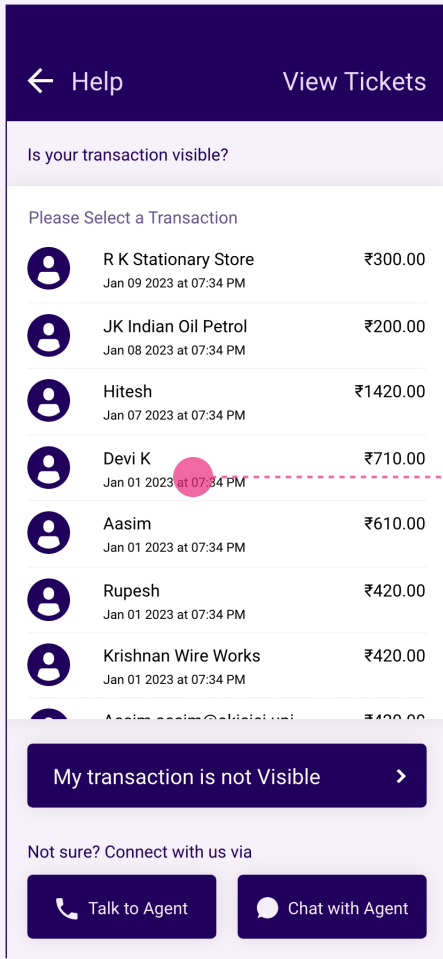 Help View Tickets
Is your transaction visible?
Please Select a Transaction
R K Stationary Store ₹300.00
Jan 09 2023 at 07:34 PM
JK Indian Oil Petrol ₹200.00
Jan 08 2023 at 07:34 PM
Hitesh ₹1420.00
Jan 07 2023 at 07:34 PM
Devi K ₹710.00
Jan 01 2023 at 07:34 PM
Aasim ₹610.00
Jan 01 2023 at 07:34 PM
Rupesh ₹420.00
Jan 01 2023 at 07:34 PM
Krishnan Wire Works ₹420.00
Jan 01 2023 at 07:34 PM
My transaction is not Visible
Not sure? Connect with us via
Talk to Agent Chat with Agent